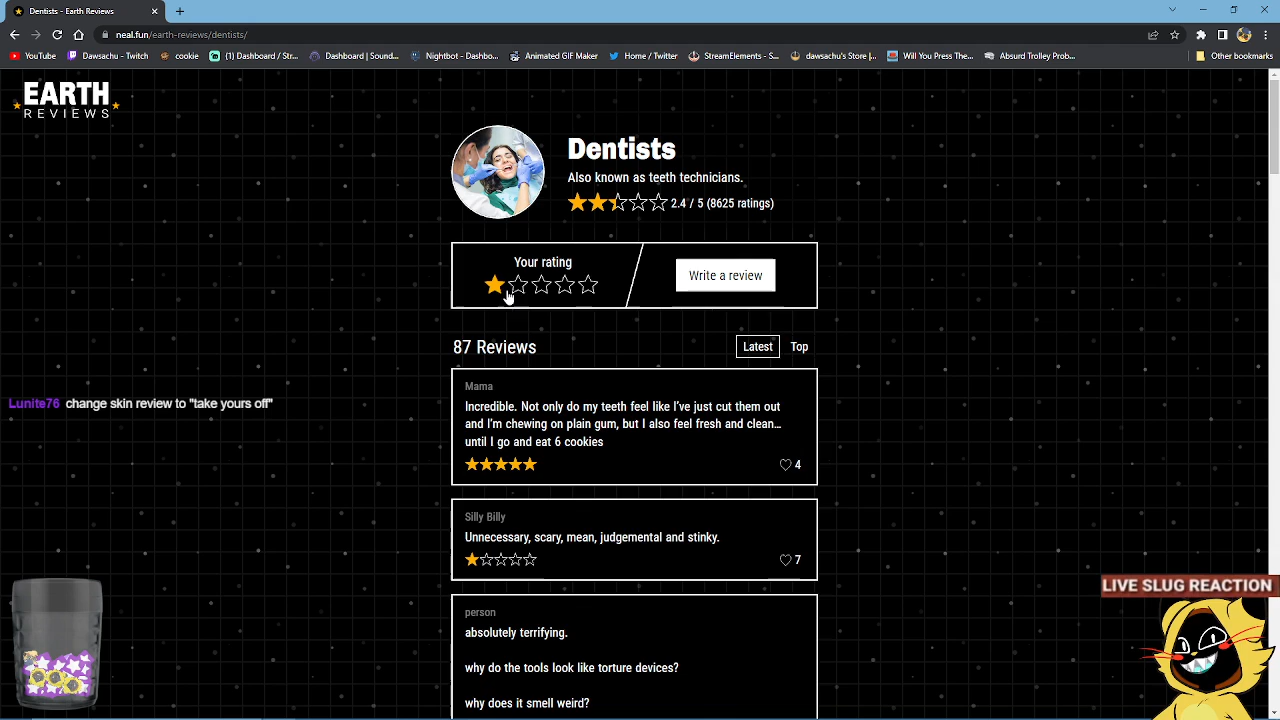 Dentists - Earth Reviews
neal.fun/earth-reviews/dentists/
YouTube Dawachu - Twitch cookie (1) Dashboard / Str... Dashboard | Sound... Nightbot - Dashbo... Animated GIF Maker Home / Twitter StreamElements - S... dawsachu's Store |... Will You Press The... Absurd Trolley Prob... Other bookmarks
EARTH
REVIEWS
Dentists
Also known as teeth technicians.
2.4 / 5 (8625 ratings)
Your rating
Write a review
87 Reviews
Latest Top
Mama
Incredible. Not only do my teeth feel like I've just cut them out
and I'm chewing on plain gum, but I also feel fresh and clean...
until I go and eat 6 cookies
4
Lunite76 change skin review to "take yours off"
Silly Billy
Unnecessary, scary, mean, judgemental and stinky.
7
LIVE SLUG REACTION
person
absolutely terrifying.
why do the tools look like torture devices?
why does it smell weird?